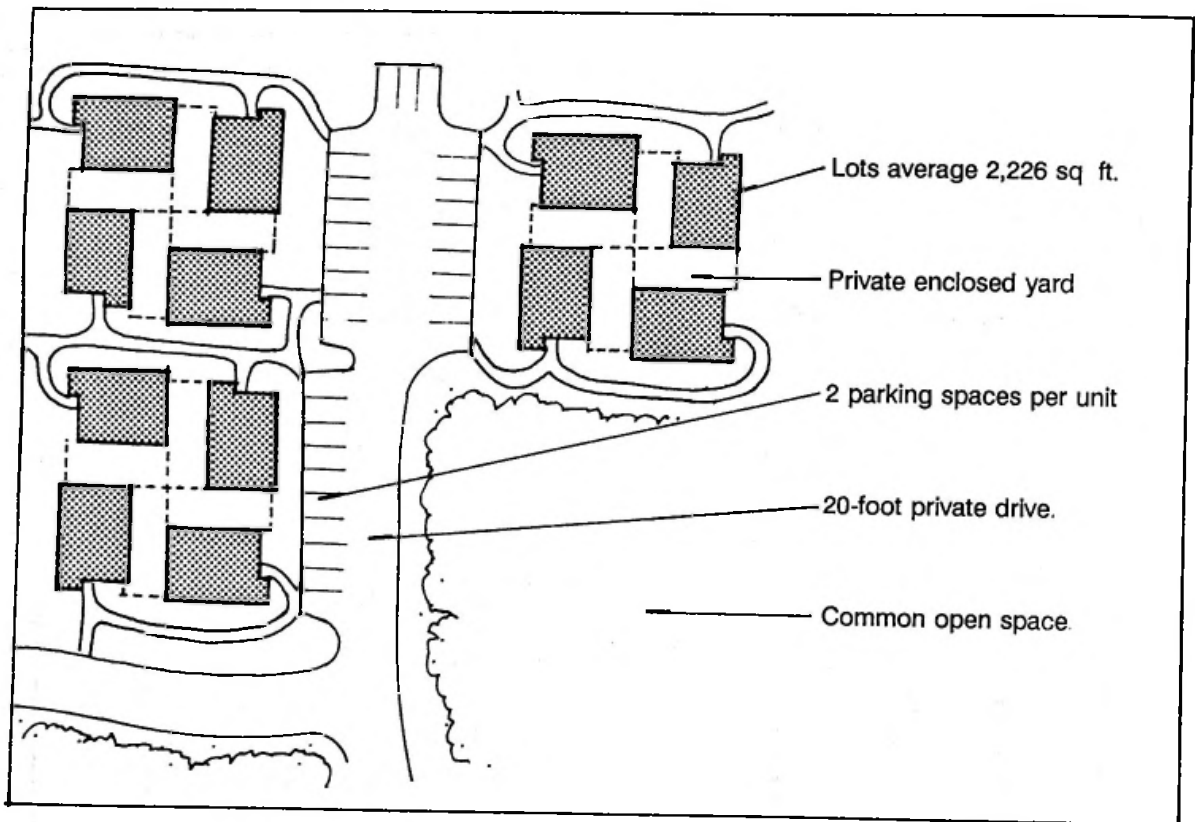 Lots average 2,226 sq ft.
Private enclosed yard
2 parking spaces per unit
20-foot private drive.
Common open space.